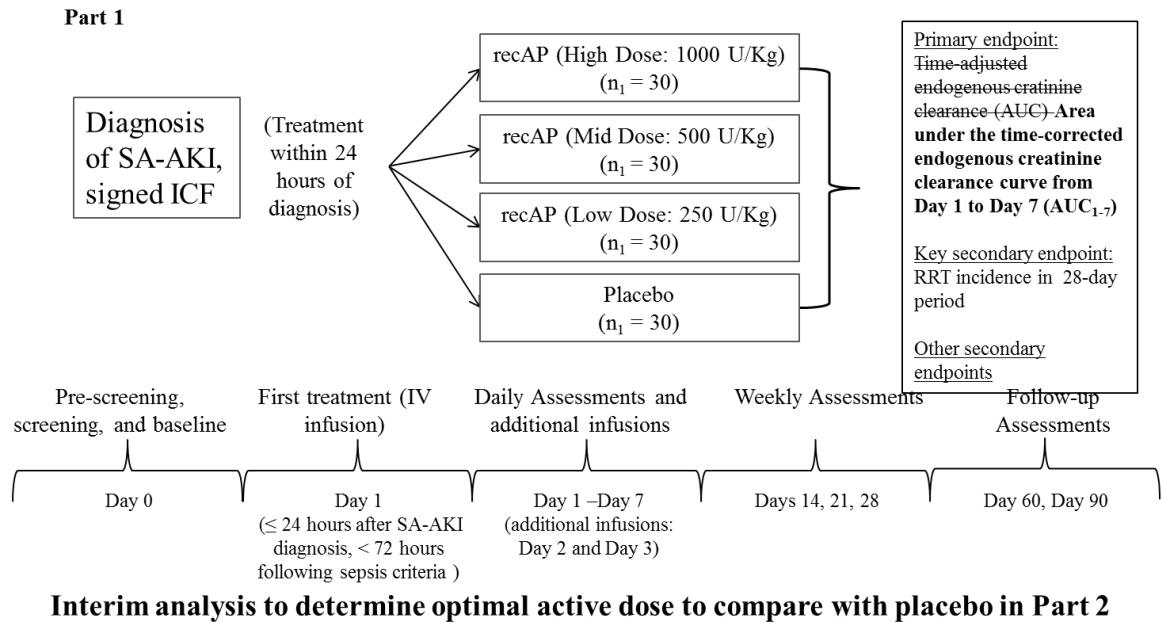 Part 1
Diagnosis
of SA-AKI,
signed ICF
(Treatment
within 24
hours of
diagnosis)
recAP (High Dose: 1000 U/Kg)
(n₁ = 30)
recAP (Mid Dose: 500 U/Kg)
(n₁ = 30)
recAP (Low Dose: 250 U/Kg)
(n₁ = 30)
Placebo
(n₁ = 30)
Primary endpoint:
Time-adjusted
endogenous cratinine
clearance (AUC) Area
under the time-corrected
endogenous creatinine
clearance curve from
Day 1 to Day 7 (AUC₁₋₇)
Key secondary endpoint:
RRT incidence in 28-day
period
Other secondary
endpoints
Pre-screening,
screening, and baseline
Day 0
First treatment (IV
infusion)
Day 1
(≤ 24 hours after SA-AKI
diagnosis, < 72 hours
following sepsis criteria )
Daily Assessments and
additional infusions
Day 1 –Day 7
(additional infusions:
Day 2 and Day 3)
Weekly Assessments
Days 14, 21, 28
Follow-up
Assessments
Day 60, Day 90
Interim analysis to determine optimal active dose to compare with placebo in Part 2